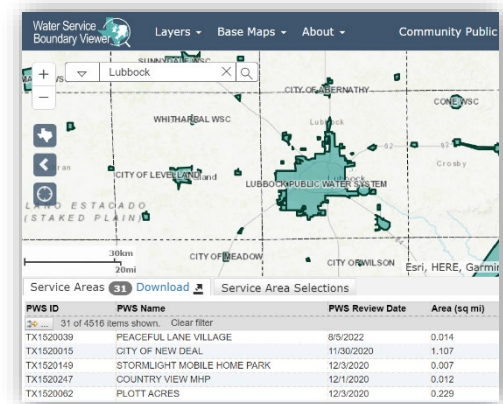 Water Service
Boundary Viewer
Layers
Base Maps
About
Community Public
Lubbock
SUNNYDALE WSC
CITY OF ABERNATHY
CONE WSC
WHITHARRAL WSC
Lubbock
62
82
Crosby
CITY OF LEVELLAND
LUBBOCK PUBLIC WATER SYSTEM
LLANO ESTACADO
(STAKED PLAIN)
30km
20mi
CITY OF MEADOW
CITY OF WILSON
Esri, HERE, Garmin
Service Areas 31 Download
Service Area Selections
PWS ID PWS Name PWS Review Date Area (sq mi)
... 31 of 4516 items shown. Clear filter
TX1520039 PEACEFUL LANE VILLAGE 8/5/2022 0.014
TX1520015 CITY OF NEW DEAL 11/30/2020 1.107
TX1520149 STORMLIGHT MOBILE HOME PARK 12/3/2020 0.007
TX1520247 COUNTRY VIEW MHP 12/1/2020 0.012
TX1520062 PLOTT ACRES 12/3/2020 0.229